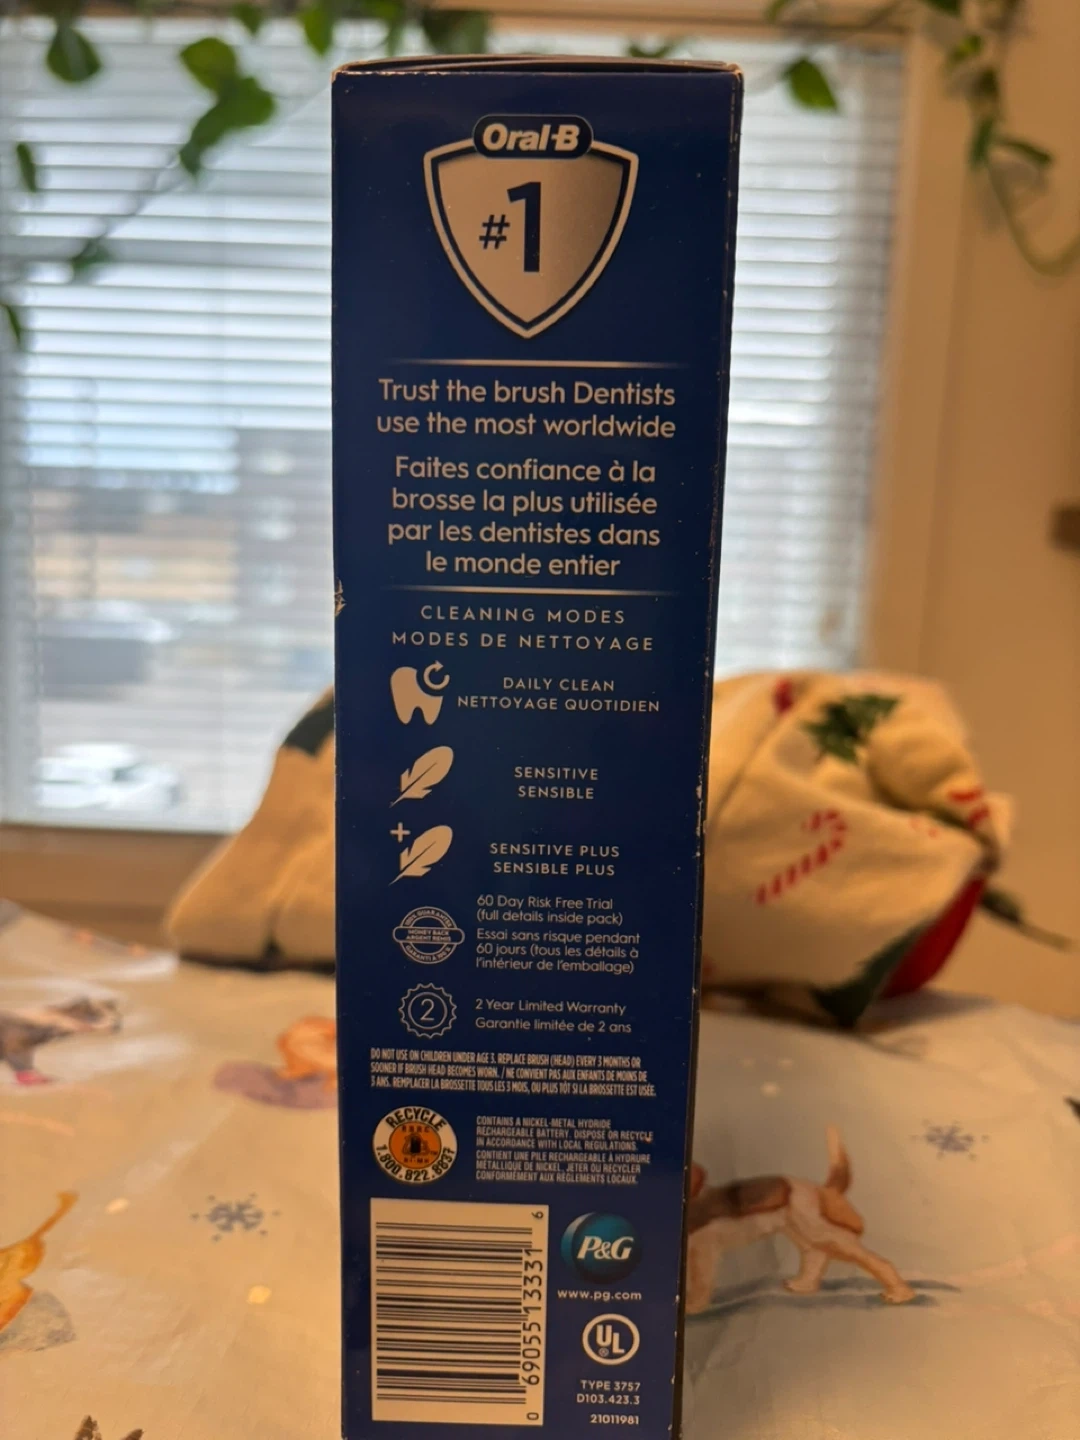 Oral-B
#1
Trust the brush Dentists
use the most worldwide
Faites confiance à la
brosse la plus utilisée
par les dentistes dans
le monde entier
CLEANING MODES
MODES DE NETTOYAGE
DAILY CLEAN
NETTOYAGE QUOTIDIEN
SENSITIVE
SENSIBLE
SENSITIVE PLUS
SENSIBLE PLUS
MONEY BACK
ARGENT REMIS
60 Day Risk Free Trial
(full details inside pack)
Essai sans risque pendant
60 jours (tous les détails à
l'intérieur de l'emballage)
2
2 Year Limited Warranty
Garantie limitée de 2 ans
DO NOT USE ON CHILDREN UNDER AGE 3. REPLACE BRUSH (HEAD) EVERY 3 MONTHS OR
SOONER IF BRUSH HEAD BECOMES WORN. / NE CONVIENT PAS AUX ENFANTS DE MOINS DE
3 ANS. REMPLACER LA BROSSETTE TOUS LES 3 MOIS, OU PLUS TÔT SI LA BROSSETTE EST USÉE.
RECYCLE
1.800.822.8837
CONTAINS A NICKEL-METAL HYDRIDE
RECHARGEABLE BATTERY. DISPOSE OR RECYCLE
IN ACCORDANCE WITH LOCAL REGULATIONS.
CONTIENT UNE PILE RECHARGEABLE À HYDRURE
MÉTALLIQUE DE NICKEL. JETER OU RECYCLER
CONFORMÉMENT AUX RÈGLEMENTS LOCAUX.
0 69055 13331 6
P&G
www.pg.com
UL
TYPE 3757
D103.423.3
21011981